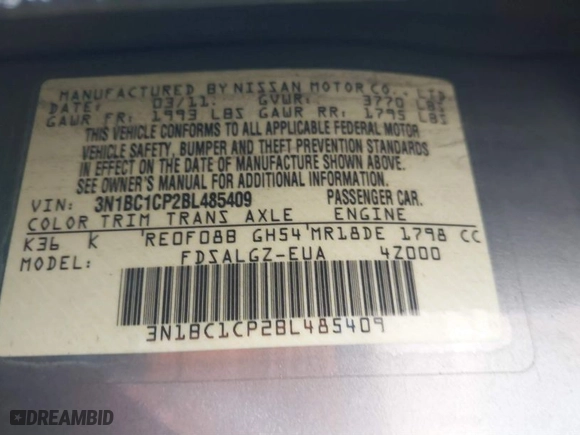 MANUFACTURED BY NISSAN MOTOR CO., LTD
DATE: 03/11. GVWR: 3770 LBS
GAWR FR: 1993 LBS GAWR RR: 1795 LBS
THIS VEHICLE CONFORMS TO ALL APPLICABLE FEDERAL MOTOR
VEHICLE SAFETY, BUMPER AND THEFT PREVENTION STANDARDS
IN EFFECT ON THE DATE OF MANUFACTURE SHOWN ABOVE.
SEE OWNER'S MANUAL FOR ADDITIONAL INFORMATION.
VIN: 3N1BC1CP2BL485409 PASSENGER CAR.
COLOR TRIM TRANS AXLE ENGINE
K36 K 'RE0F08B GH54'MR18DE 1798 CC
FDSALGZ-EUA 4Z000
3N1BC1CP2BL485409
DREAMBID